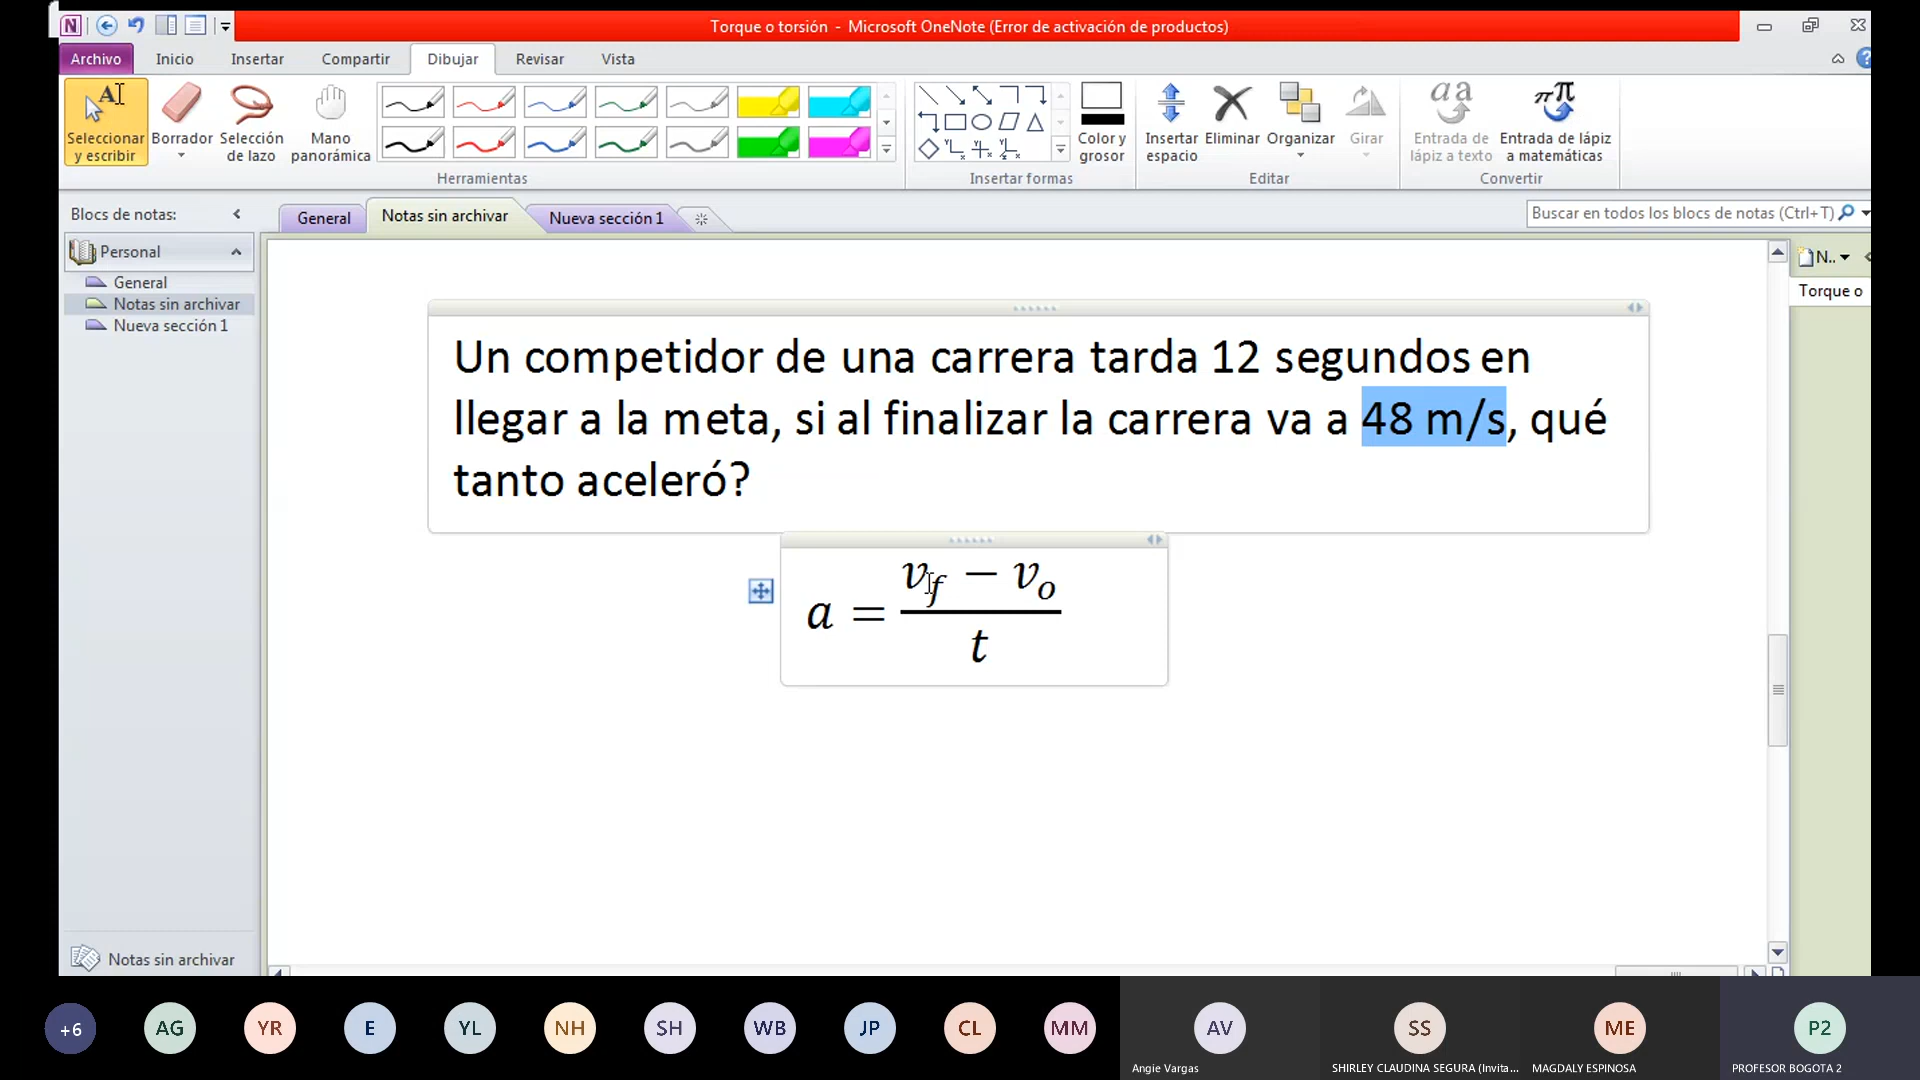 Torque o torsión - Microsoft OneNote (Error de activación de productos)
Archivo Inicio Insertar Compartir Dibujar Revisar Vista
Seleccionar y escribir
Borrador
Selección de lazo
Mano panorámica
Color y grosor
Insertar espacio
Eliminar
Organizar
Girar
Entrada de lápiz a texto
Entrada de lápiz a matemáticas
Herramientas Insertar formas Editar Convertir
Blocs de notas:
General Notas sin archivar Nueva sección 1
Buscar en todos los blocs de notas (Ctrl+T)
Personal
General
Notas sin archivar
Nueva sección 1
N..
Torque o
Un competidor de una carrera tarda 12 segundos en
llegar a la meta, si al finalizar la carrera va a 48 m/s, qué
tanto aceleró?
a = (v_f − v_o) / t
Notas sin archivar
+6 AG YR E YL NH SH WB JP CL MM AV SS ME P2
Angie Vargas SHIRLEY CLAUDINA SEGURA (Invita... MAGDALY ESPINOSA PROFESOR BOGOTA 2